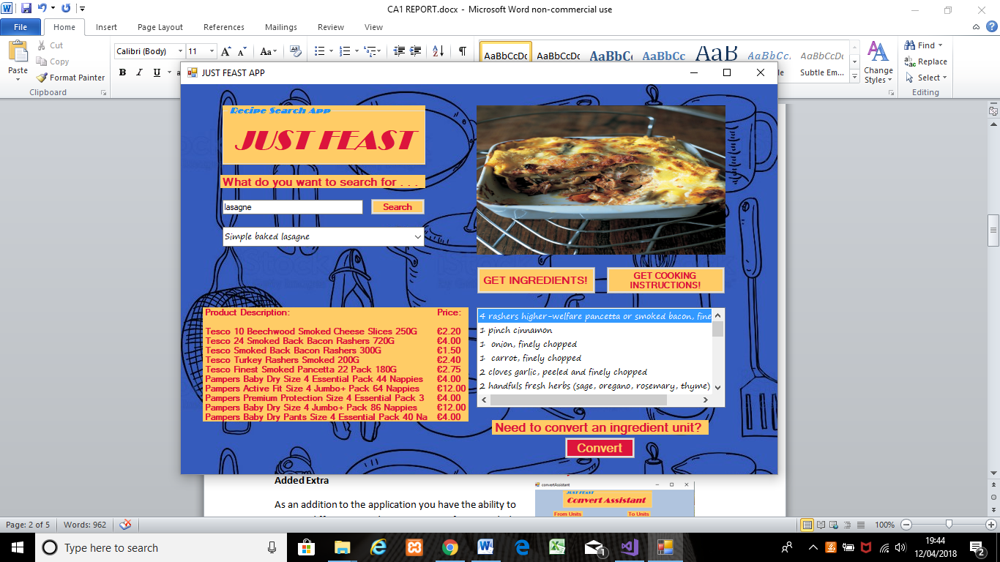 CA1 REPORT.docx - Microsoft Word non-commercial use
File Home Insert Page Layout References Mailings Review View
Paste
Cut
Copy
Format Painter
Clipboard
Calibri (Body) 11
B I U
AaBbCcDc AaBbCcDc AaBbCc AaBbCc AaB AaBbCc. AaBbCcDc
Subtle Em...
Change Styles
Find
Replace
Select
Editing
JUST FEAST APP
Recipe Search App
JUST FEAST
What do you want to search for . . .
lasagne
Search
Simple baked lasagne
GET INGREDIENTS!
GET COOKING
INSTRUCTIONS!
Product Description: Price:
Tesco 10 Beechwood Smoked Cheese Slices 250G €2.20
Tesco 24 Smoked Back Bacon Rashers 720G €4.00
Tesco Smoked Back Bacon Rashers 300G €1.50
Tesco Turkey Rashers Smoked 200G €2.40
Tesco Finest Smoked Pancetta 22 Pack 180G €2.75
Pampers Baby Dry Size 4 Essential Pack 44 Nappies €4.00
Pampers Active Fit Size 4 Jumbo+ Pack 64 Nappies €12.00
Pampers Premium Protection Size 4 Essential Pack 3 €4.00
Pampers Baby Dry Size 4 Jumbo+ Pack 86 Nappies €12.00
Pampers Baby Dry Pants Size 4 Essential Pack 40 Na €4.00
4 rashers higher-welfare pancetta or smoked bacon, fine
1 pinch cinnamon
1 onion, finely chopped
1 carrot, finely chopped
2 cloves garlic, peeled and finely chopped
2 handfuls fresh herbs (sage, oregano, rosemary, thyme)
Need to convert an ingredient unit?
Convert
Added Extra
As an addition to the application you have the ability to
convertAssistant
JUST FEAST
Convert Assistant
From Units To Units
Page: 2 of 5 Words: 962 100%
Type here to search
19:44
12/04/2018